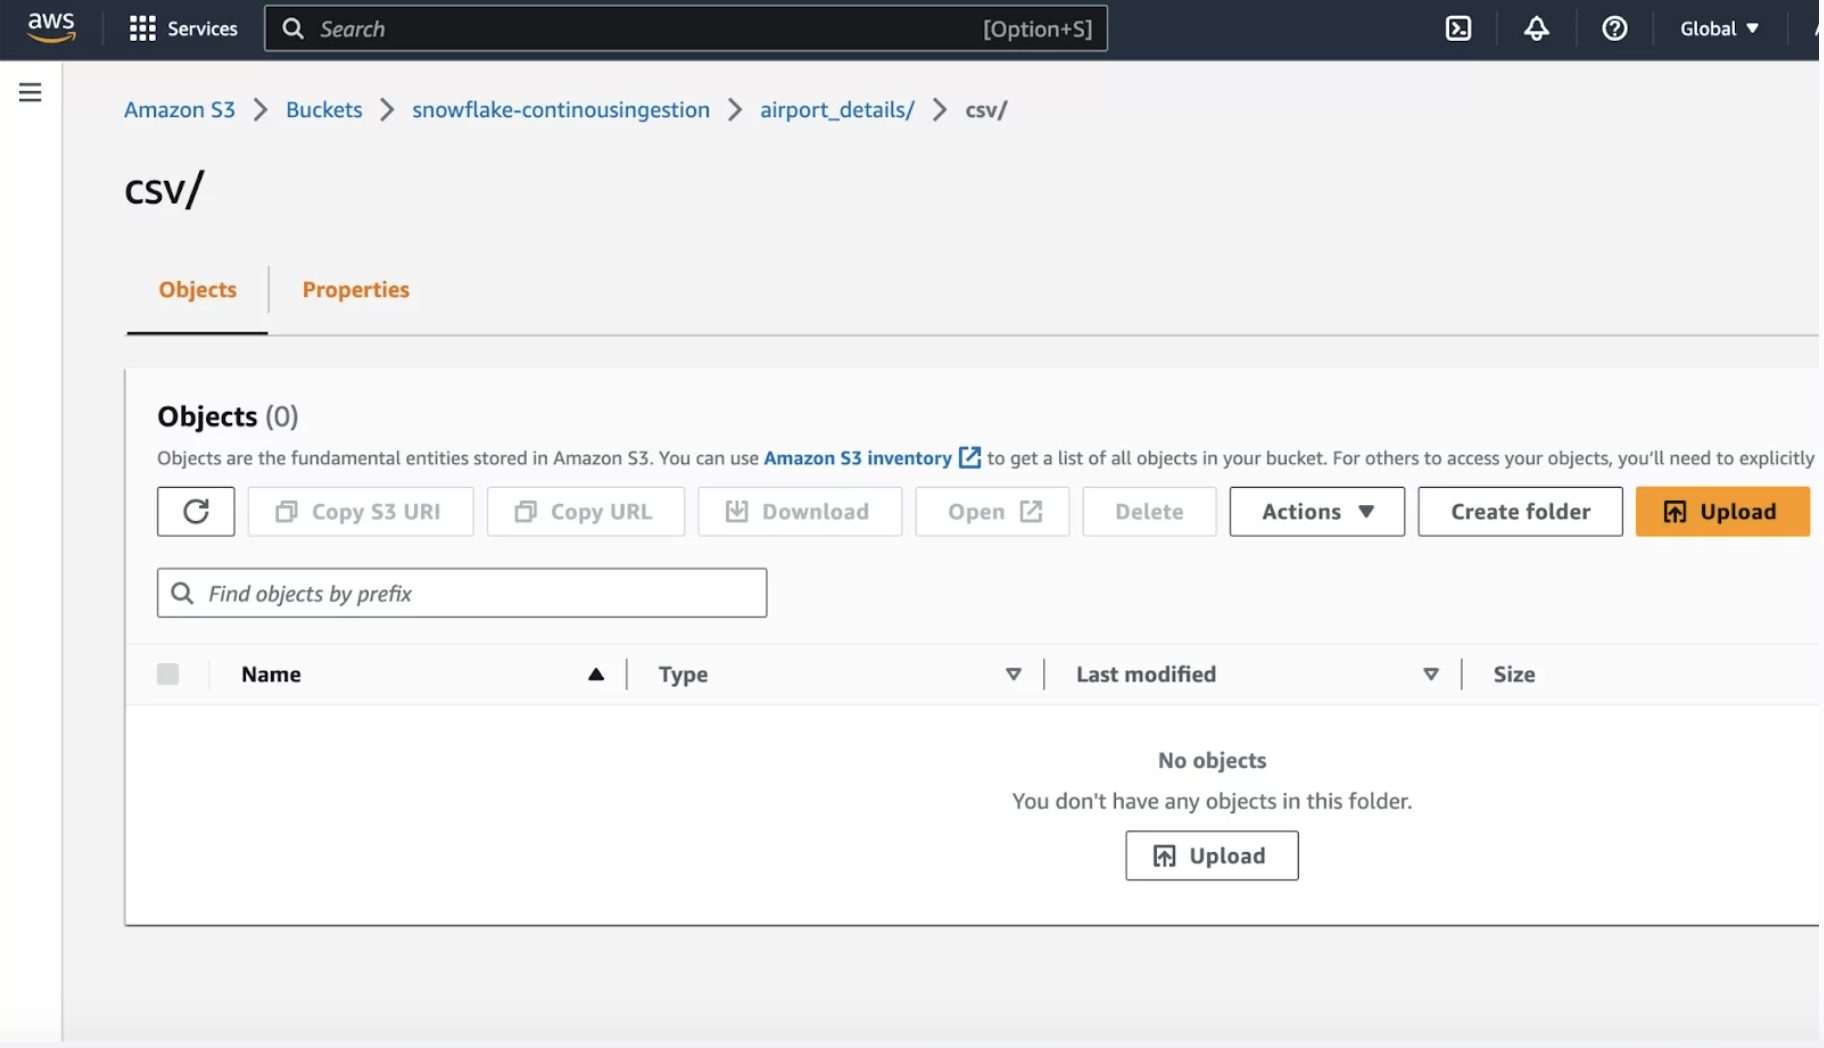 aws Services Search [Option+S] Global
Amazon S3 Buckets snowflake-continousingestion airport_details/ csv/
csv/
Objects Properties
Objects (0)
Objects are the fundamental entities stored in Amazon S3. You can use Amazon S3 inventory to get a list of all objects in your bucket. For others to access your objects, you'll need to explicitly
Copy S3 URI Copy URL Download Open Delete Actions Create folder Upload
Find objects by prefix
Name Type Last modified Size
No objects
You don't have any objects in this folder.
Upload